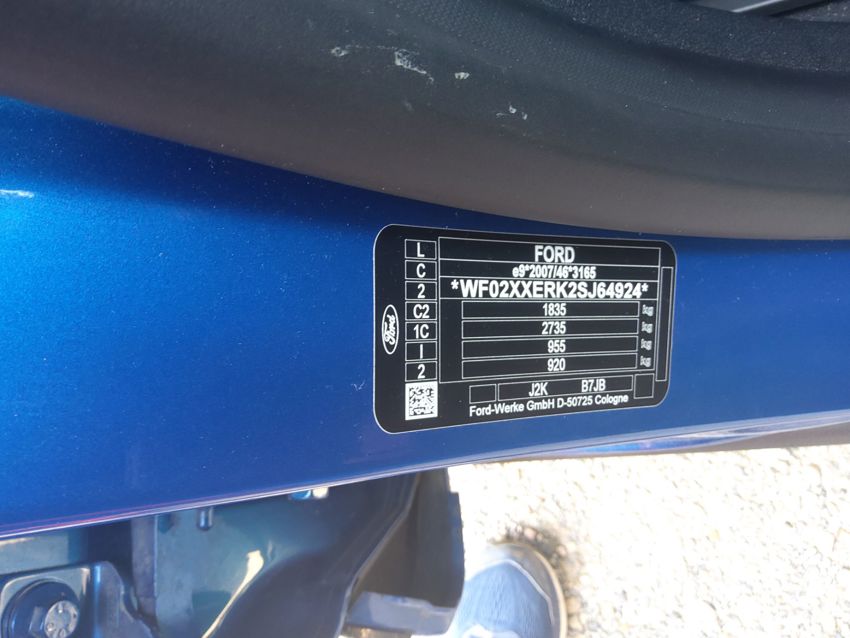 L
FORD
C
e9*2007/46*3165
2
*WF02XXERK2SJ64924*
C2
1835 kg
1C
2735 kg
I
955 kg
2
920 kg
Ford
J2K B7JB
Ford-Werke GmbH D-50725 Cologne